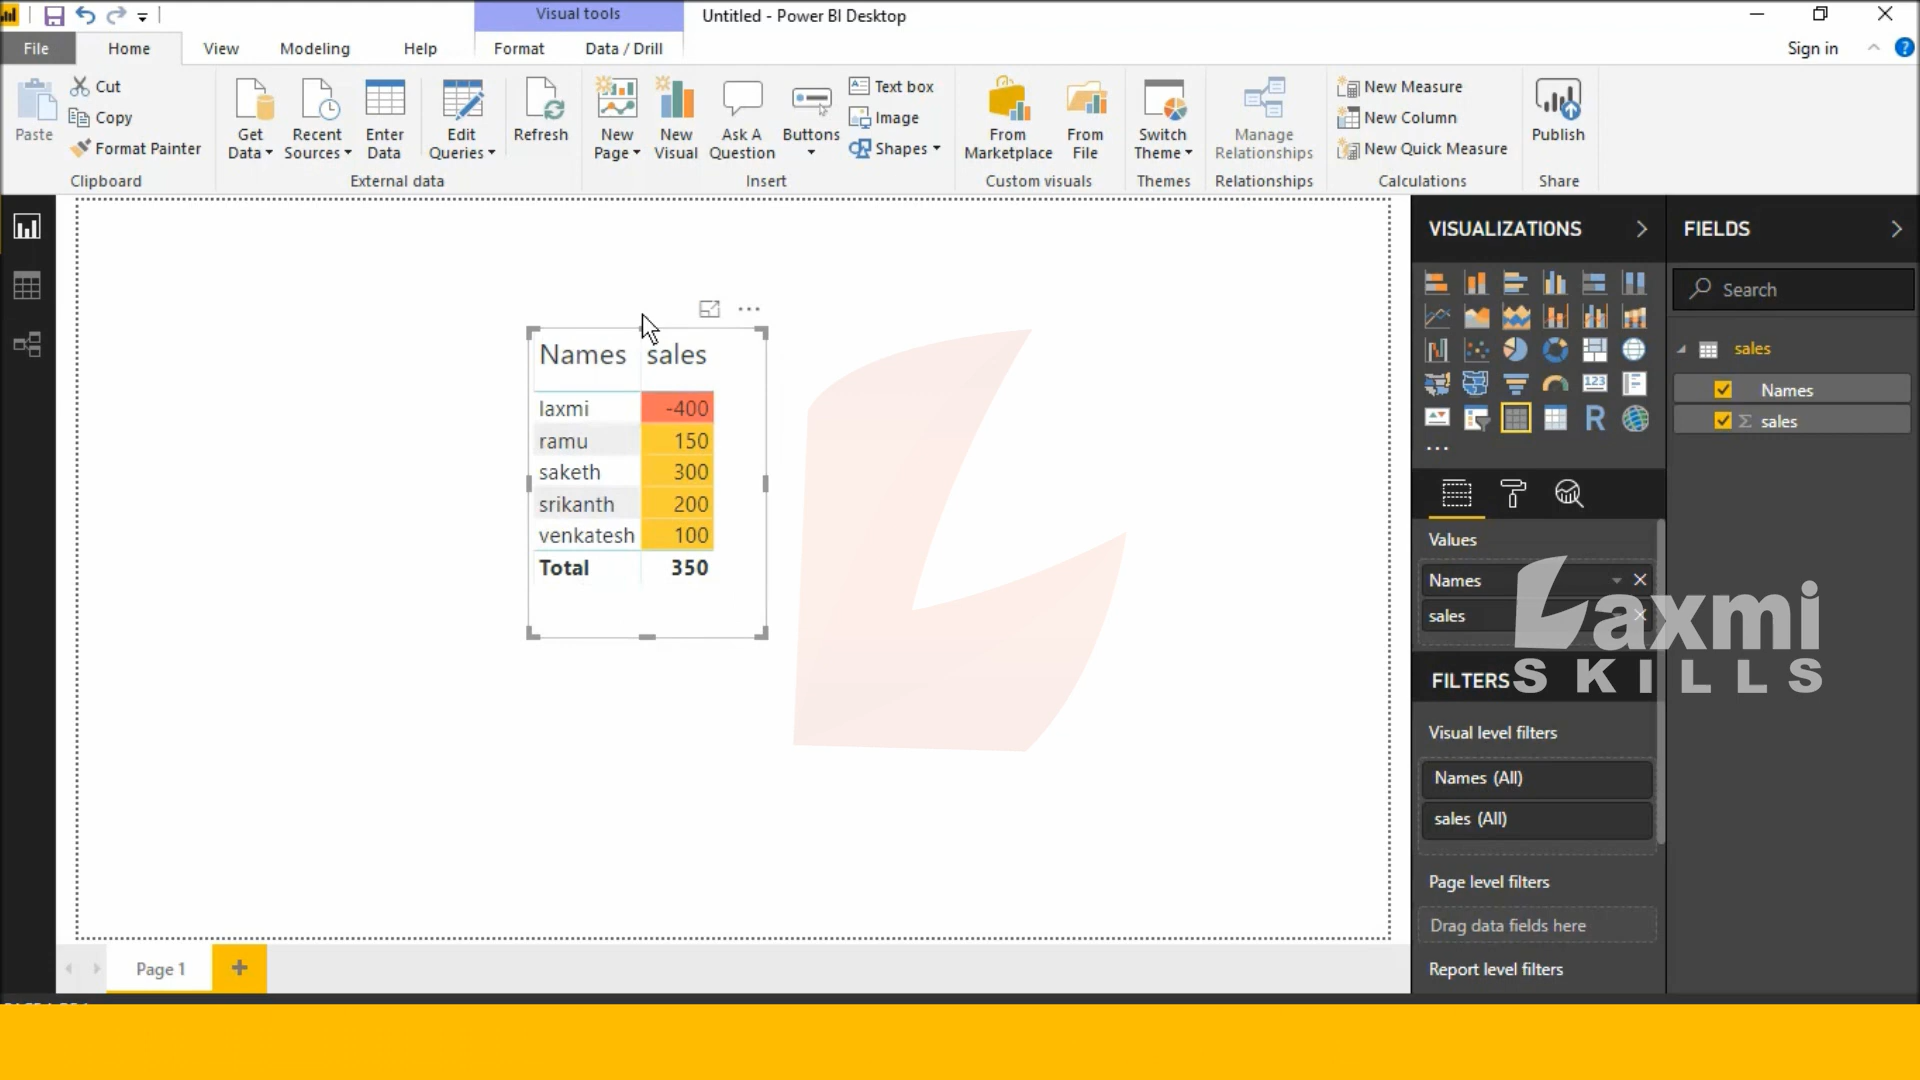 Visual tools
Untitled - Power BI Desktop
File Home View Modeling Help Format Data / Drill Sign in ?
Paste
Cut
Copy
Format Painter
Clipboard
Get Data
Recent Sources
Enter Data
Edit Queries
Refresh
External data
New Page
New Visual
Ask A Question
Buttons
Text box
Image
Shapes
Insert
From Marketplace
From File
Custom visuals
Switch Theme
Themes
Manage Relationships
Relationships
New Measure
New Column
New Quick Measure
Calculations
Publish
Share
Names sales
laxmi -400
ramu 150
saketh 300
srikanth 200
venkatesh 100
Total 350
VISUALIZATIONS
123
R
Values
Names
sales
FILTERS
Visual level filters
Names (All)
sales (All)
Page level filters
Drag data fields here
Report level filters
FIELDS
Search
sales
Names
Σ sales
Laxmi
SKILLS
Page 1
+